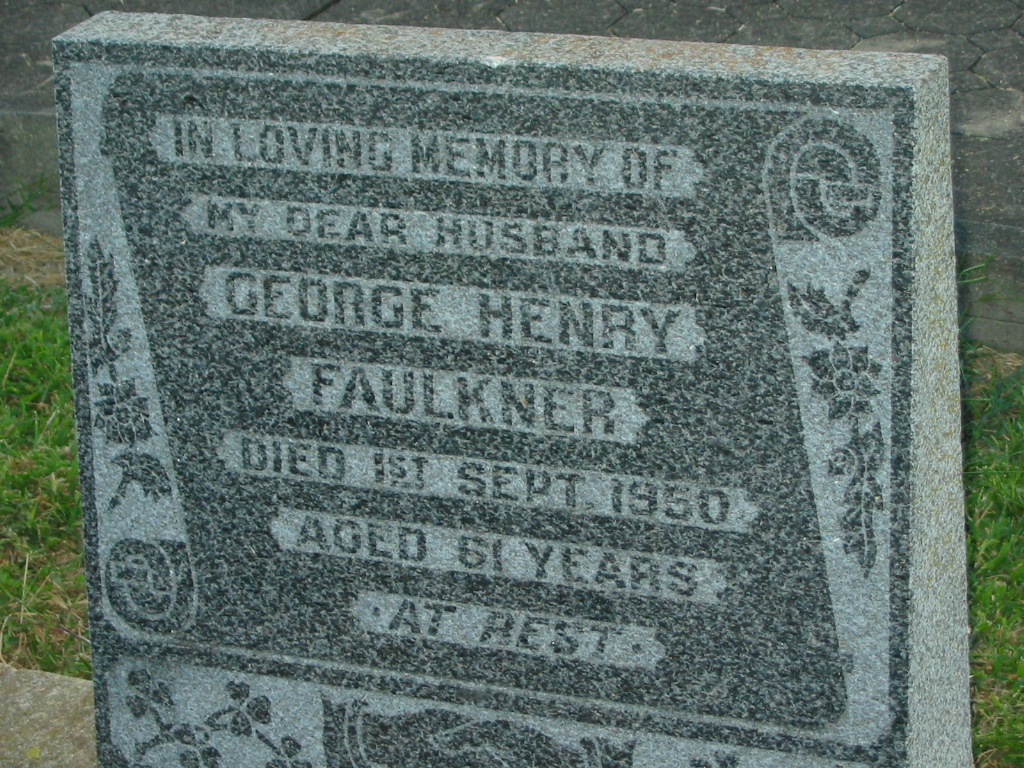 IN LOVING MEMORY OF
MY DEAR HUSBAND
GEORGE HENRY
FAULKNER
DIED 1ST SEPT 1950
AGED 61 YEARS
· AT REST ·